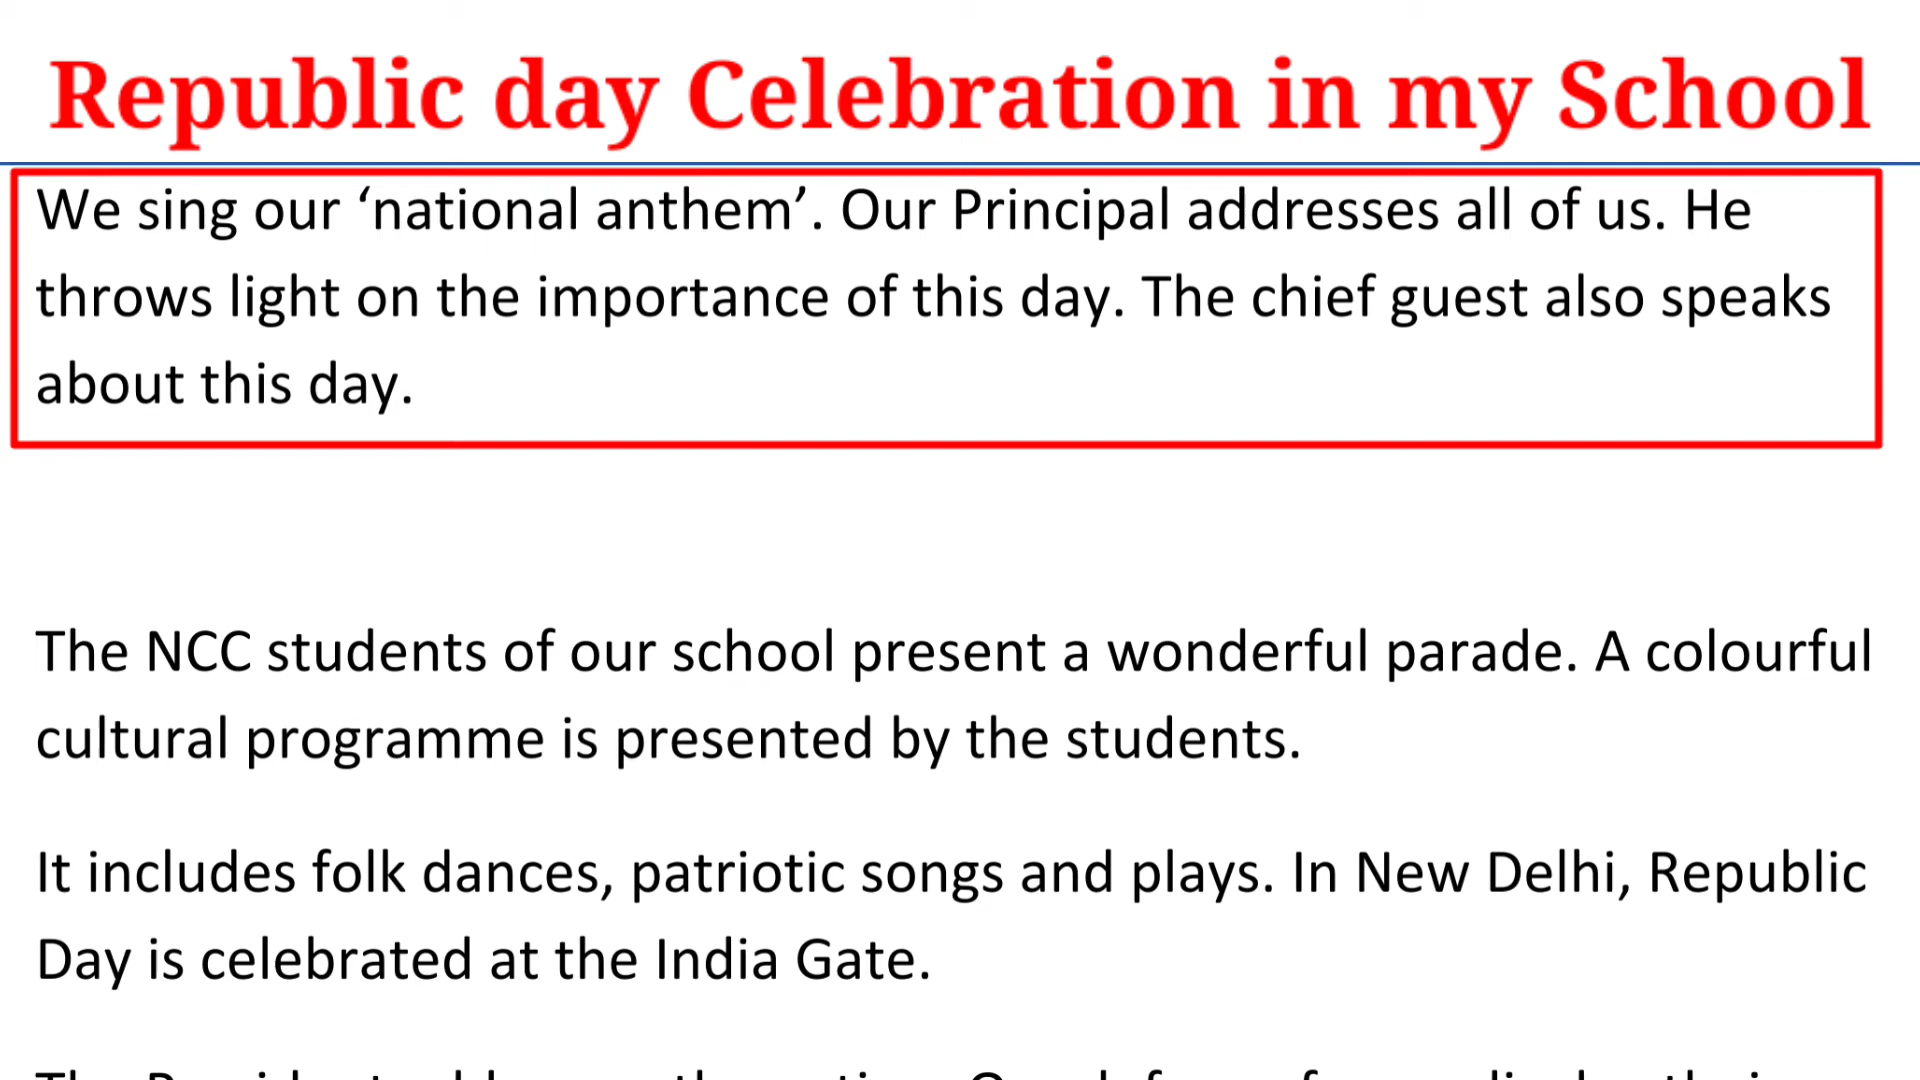 Republic day Celebration in my School
We sing our ‘national anthem’. Our Principal addresses all of us. He
throws light on the importance of this day. The chief guest also speaks
about this day.
The NCC students of our school present a wonderful parade. A colourful
cultural programme is presented by the students.
It includes folk dances, patriotic songs and plays. In New Delhi, Republic
Day is celebrated at the India Gate.